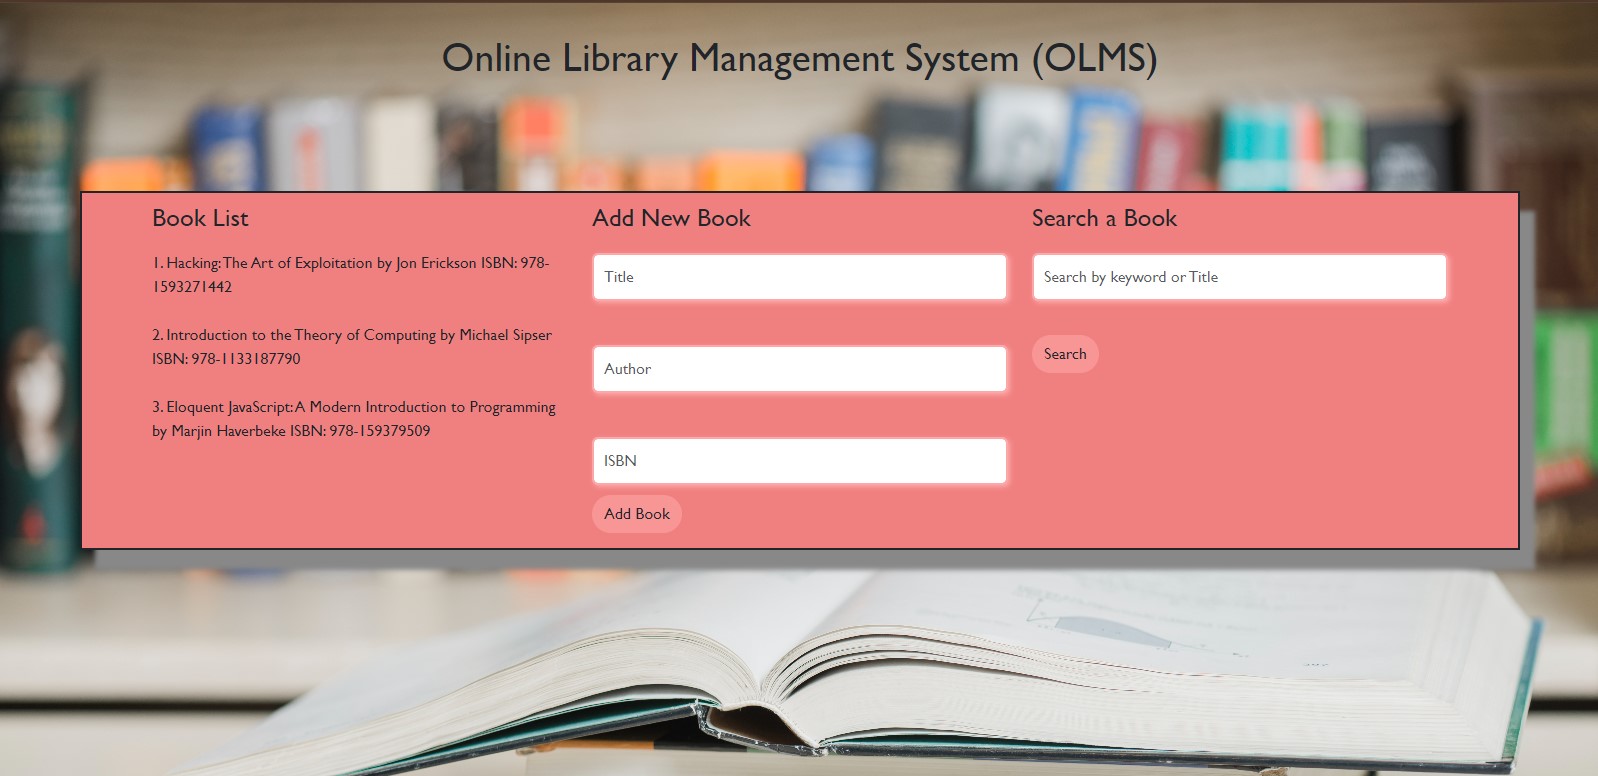 Online Library Management System (OLMS)
Book List
1. Hacking: The Art of Exploitation by Jon Erickson ISBN: 978-
1593271442
2. Introduction to the Theory of Computing by Michael Sipser
ISBN: 978-1133187790
3. Eloquent JavaScript: A Modern Introduction to Programming
by Marjin Haverbeke ISBN: 978-159379509
Add New Book
Title
Author
ISBN
Add Book
Search a Book
Search by keyword or Title
Search